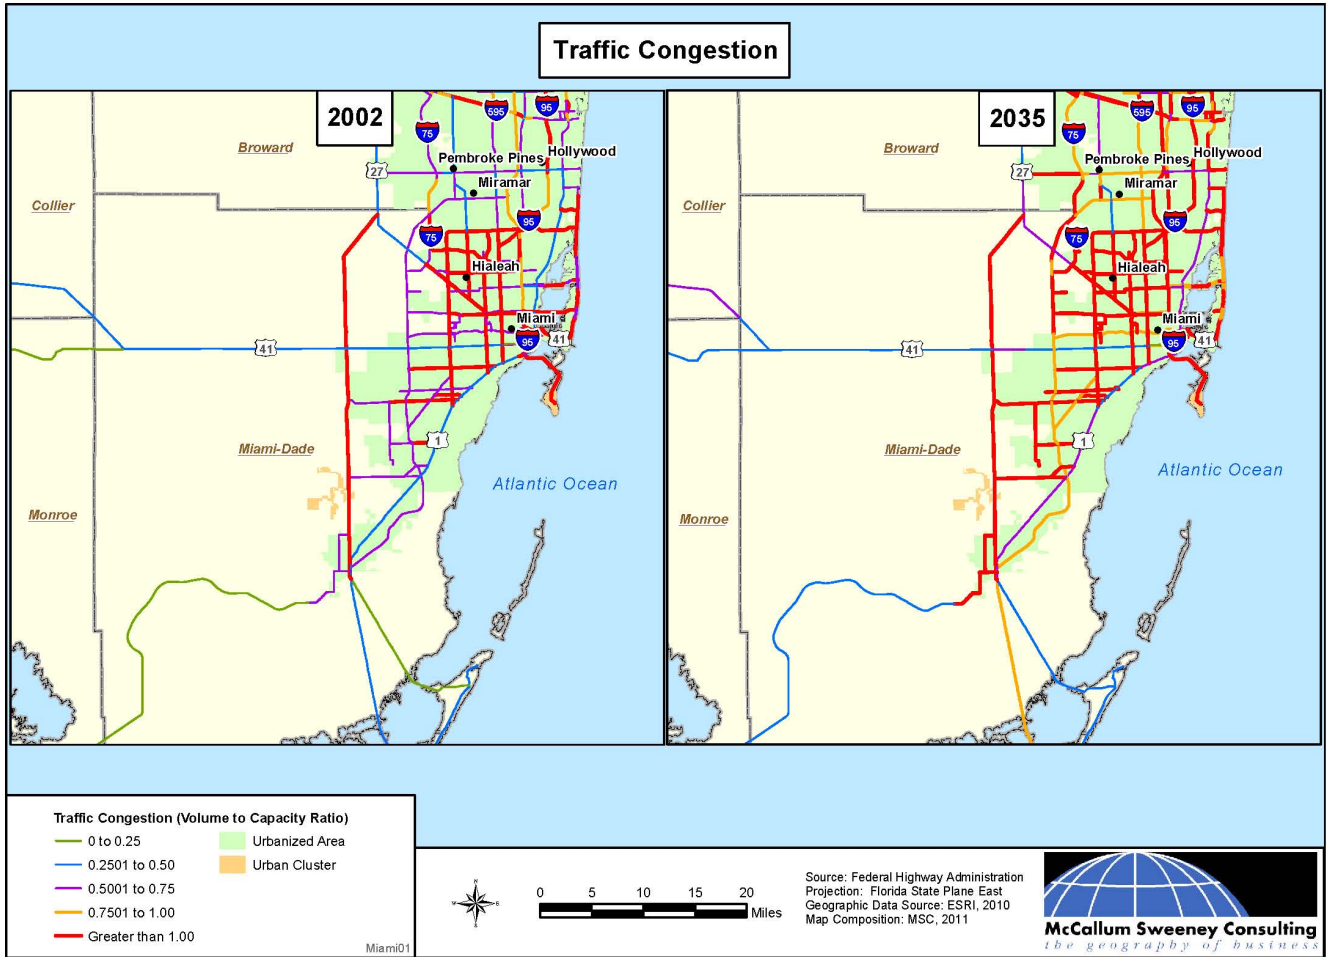 Traffic Congestion
2002
595
95
75
Broward
Hollywood
Pembroke Pines
27
Miramar
Collier
95
75
Hialeah
Miami
41
95
41
1
Miami-Dade
Atlantic Ocean
Monroe
2035
595
95
75
Broward
Hollywood
Pembroke Pines
27
Miramar
Collier
95
75
Hialeah
Miami
41
95
41
1
Miami-Dade
Atlantic Ocean
Monroe
Traffic Congestion (Volume to Capacity Ratio)
0 to 0.25
0.2501 to 0.50
0.5001 to 0.75
0.7501 to 1.00
Greater than 1.00
Urbanized Area
Urban Cluster
Miami01
N
W
E
S
0 5 10 15 20
Miles
Source: Federal Highway Administration
Projection: Florida State Plane East
Geographic Data Source: ESRI, 2010
Map Composition: MSC, 2011
McCallum Sweeney Consulting
the geography of business